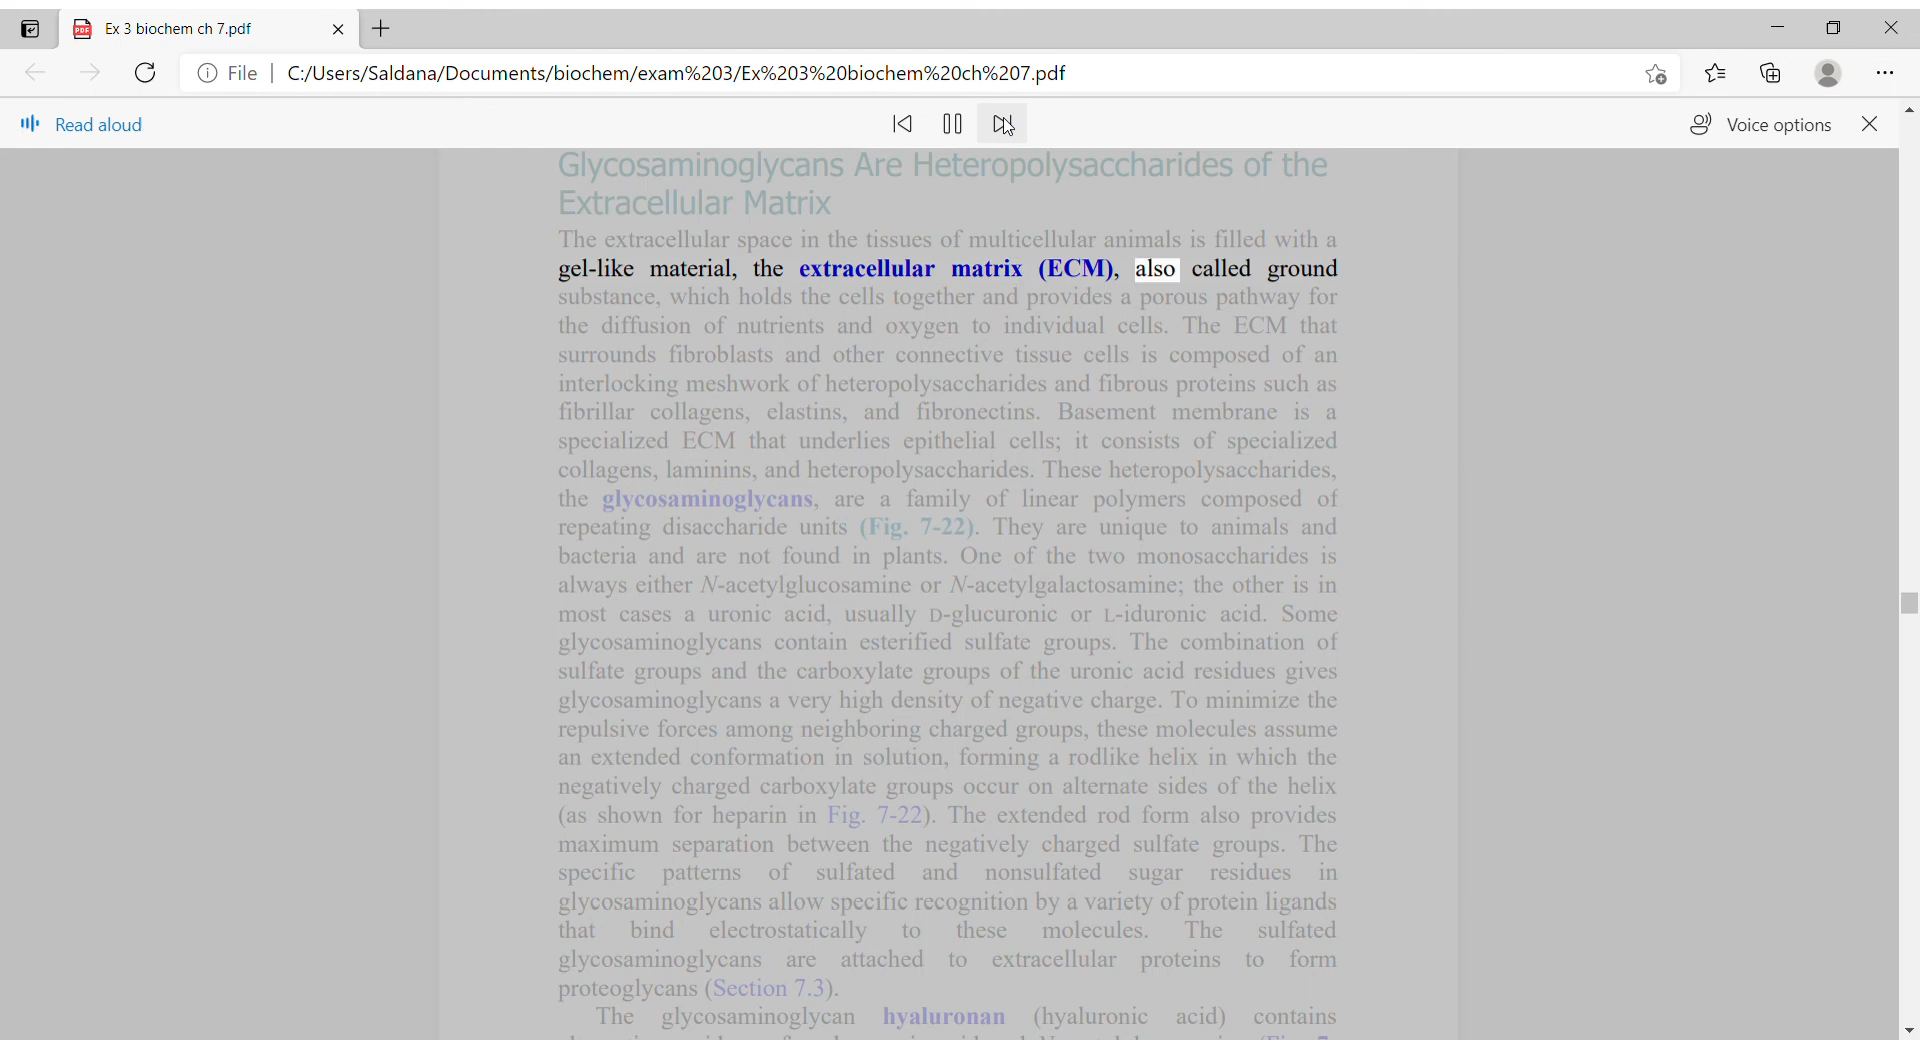 Ex 3 biochem ch 7.pdf
File | C:/Users/Saldana/Documents/biochem/exam%203/Ex%203%20biochem%20ch%207.pdf
Read aloud
Voice options
Glycosaminoglycans Are Heteropolysaccharides of the
Extracellular Matrix
The extracellular space in the tissues of multicellular animals is filled with a
gel-like material, the extracellular matrix (ECM), also called ground
substance, which holds the cells together and provides a porous pathway for
the diffusion of nutrients and oxygen to individual cells. The ECM that
surrounds fibroblasts and other connective tissue cells is composed of an
interlocking meshwork of heteropolysaccharides and fibrous proteins such as
fibrillar collagens, elastins, and fibronectins. Basement membrane is a
specialized ECM that underlies epithelial cells; it consists of specialized
collagens, laminins, and heteropolysaccharides. These heteropolysaccharides,
the glycosaminoglycans, are a family of linear polymers composed of
repeating disaccharide units (Fig. 7-22). They are unique to animals and
bacteria and are not found in plants. One of the two monosaccharides is
always either N-acetylglucosamine or N-acetylgalactosamine; the other is in
most cases a uronic acid, usually D-glucuronic or L-iduronic acid. Some
glycosaminoglycans contain esterified sulfate groups. The combination of
sulfate groups and the carboxylate groups of the uronic acid residues gives
glycosaminoglycans a very high density of negative charge. To minimize the
repulsive forces among neighboring charged groups, these molecules assume
an extended conformation in solution, forming a rodlike helix in which the
negatively charged carboxylate groups occur on alternate sides of the helix
(as shown for heparin in Fig. 7-22). The extended rod form also provides
maximum separation between the negatively charged sulfate groups. The
specific patterns of sulfated and nonsulfated sugar residues in
glycosaminoglycans allow specific recognition by a variety of protein ligands
that bind electrostatically to these molecules. The sulfated
glycosaminoglycans are attached to extracellular proteins to form
proteoglycans (Section 7.3).
The glycosaminoglycan hyaluronan (hyaluronic acid) contains